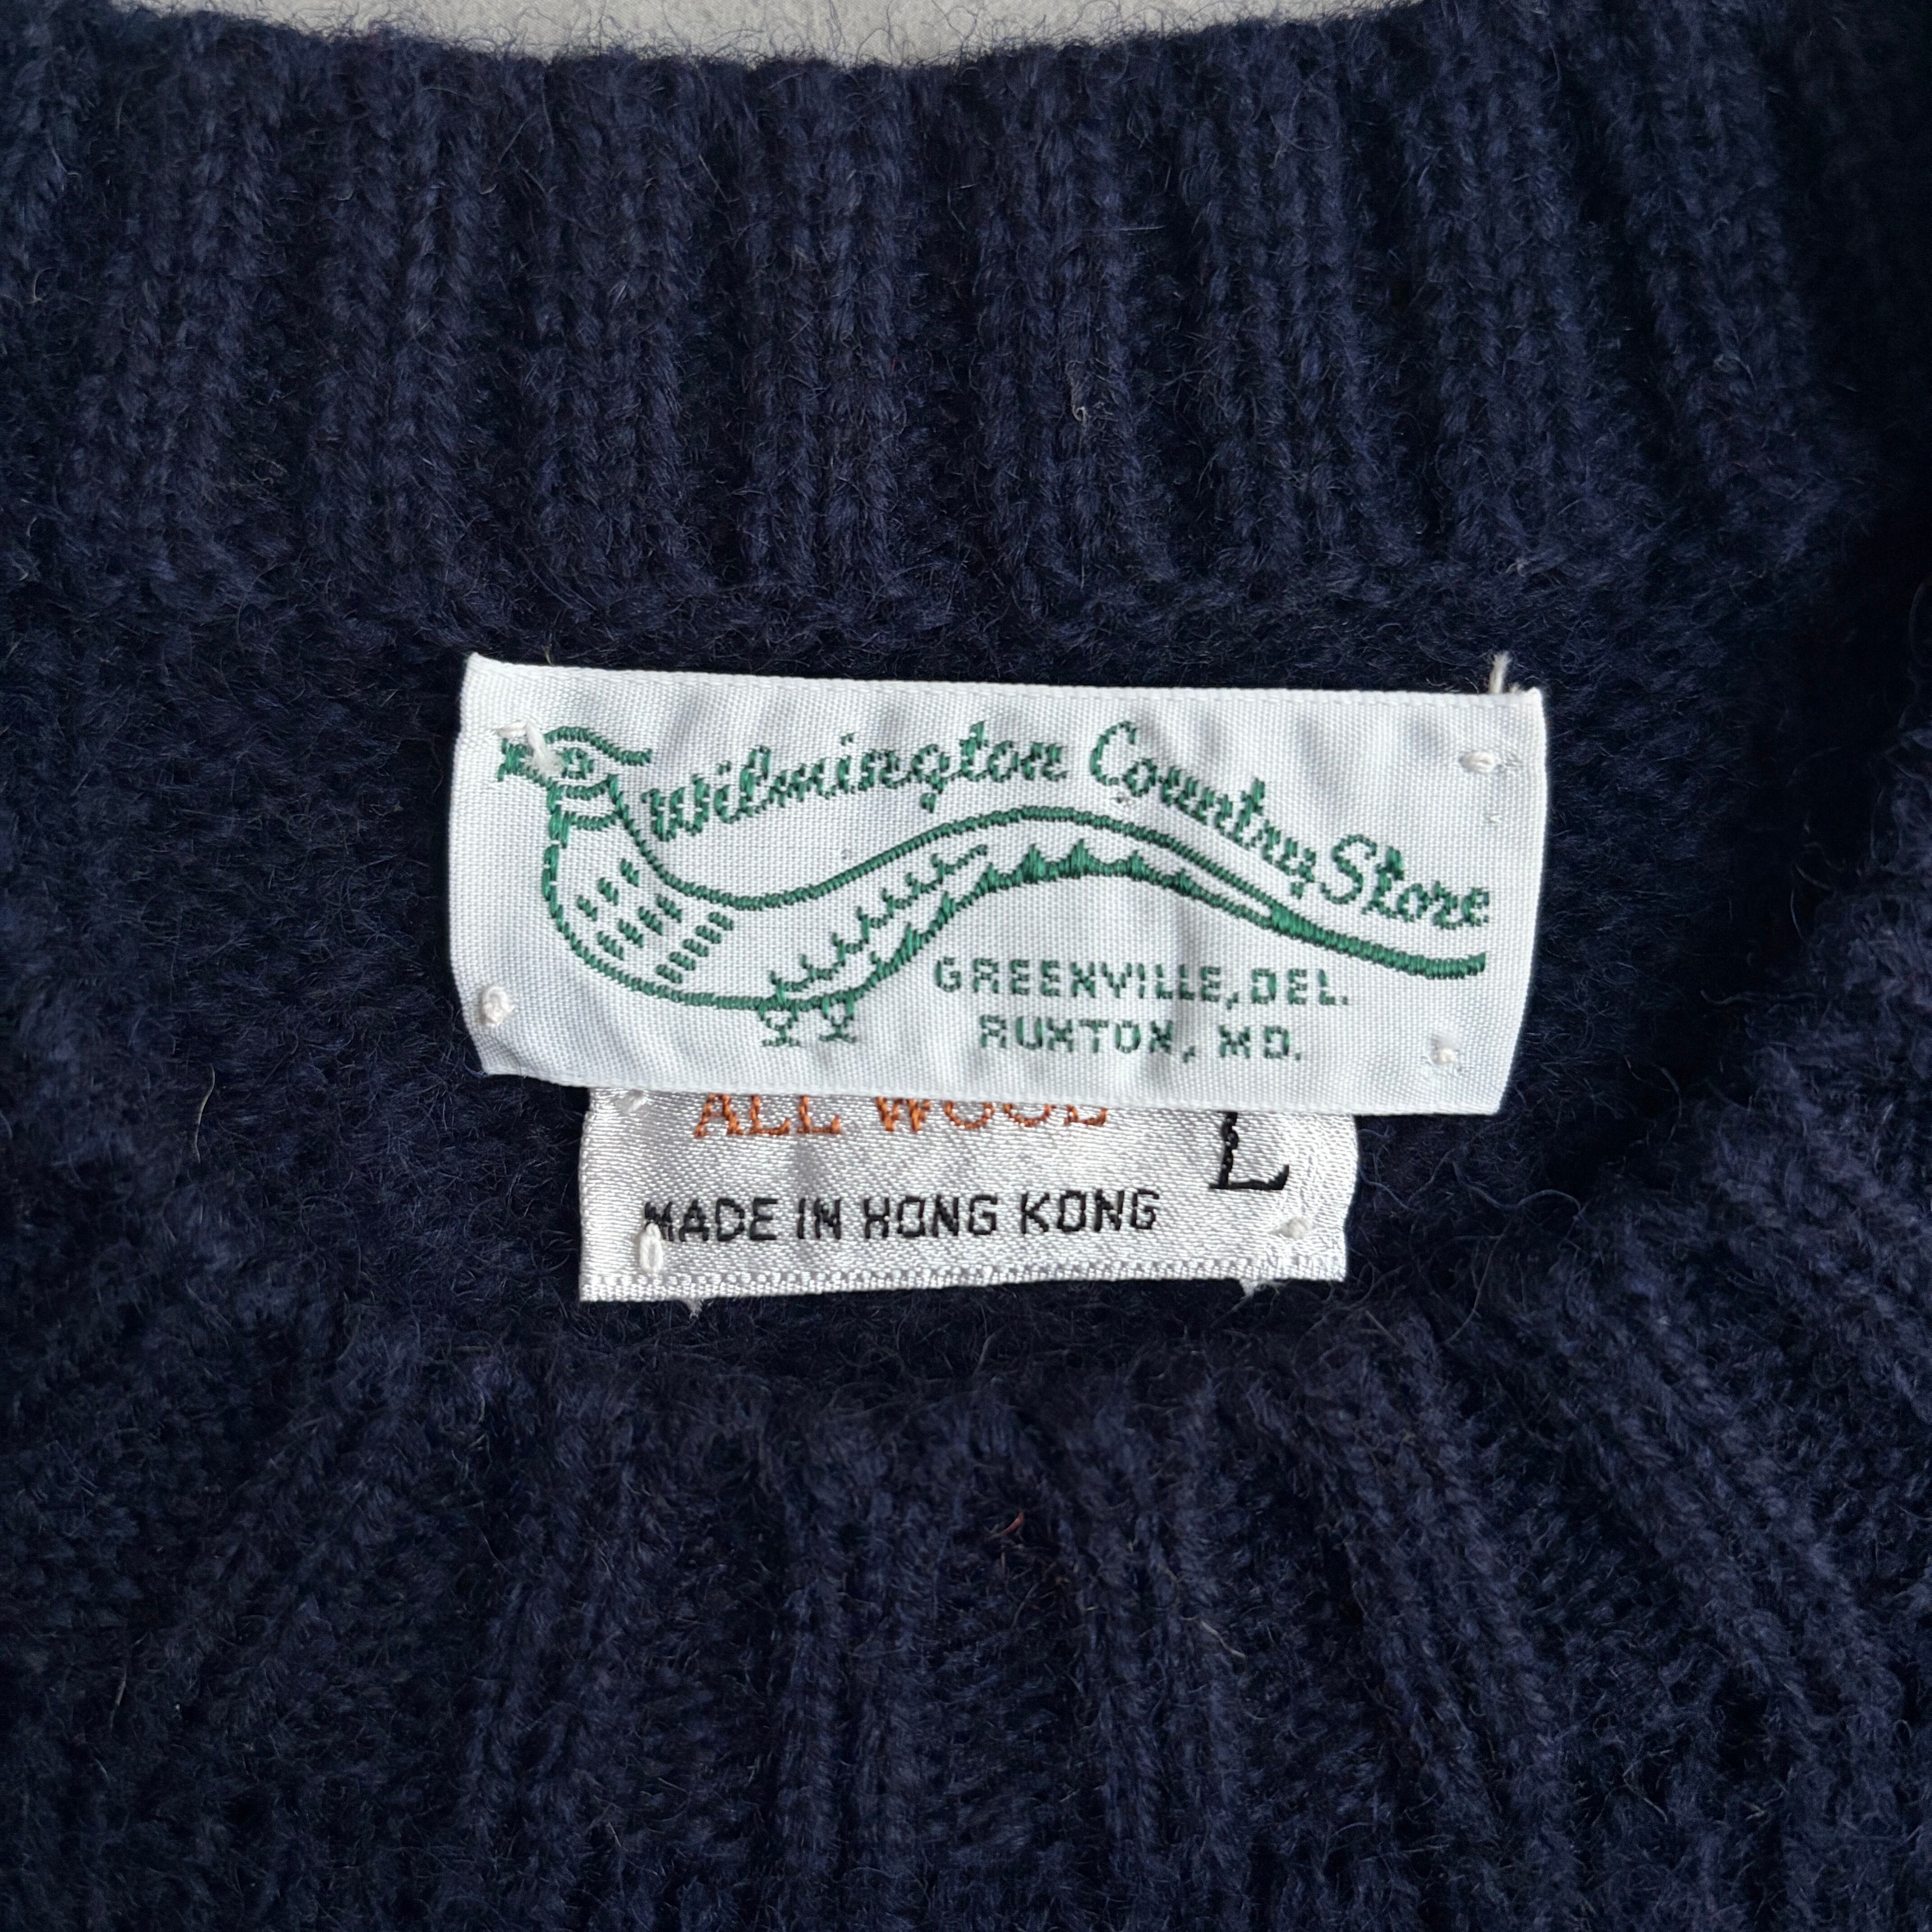 Wilmington Country Store
GREENVILLE, DEL.
RUXTON, MD.
ALL WOOL
L
MADE IN HONG KONG